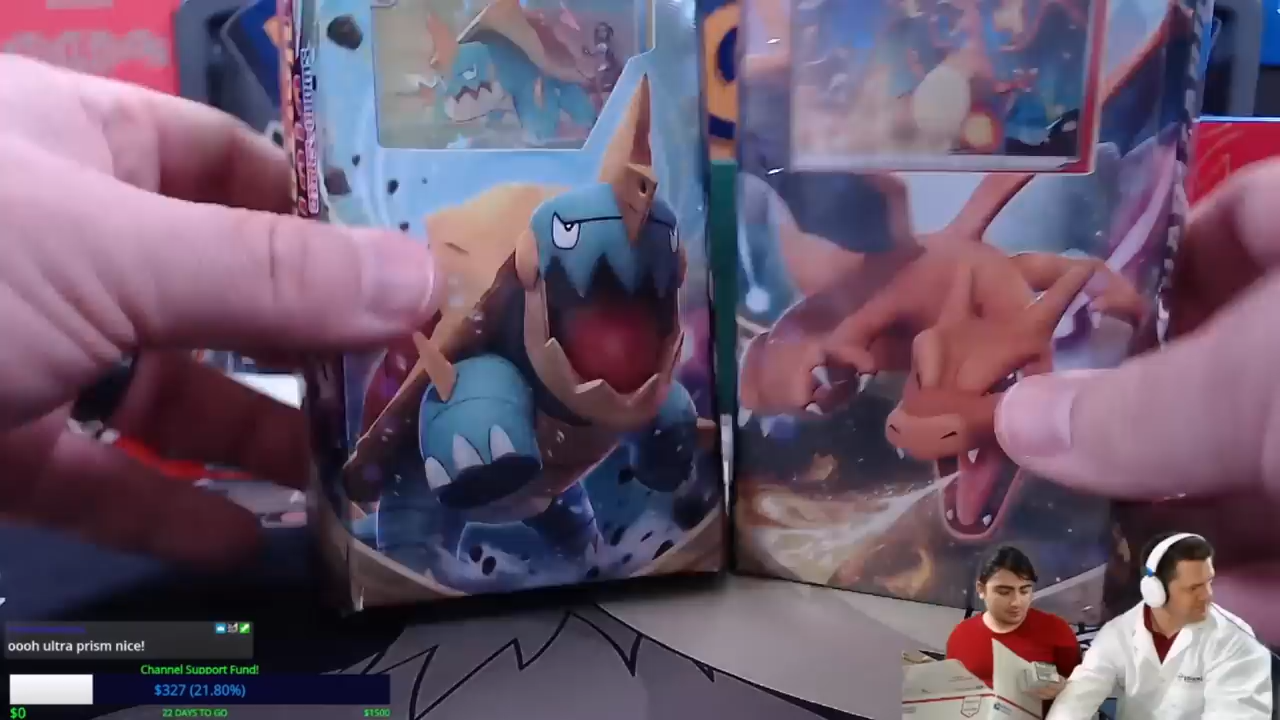 oooh ultra prism nice!
Channel Support Fund!
$327 (21.80%)
$0
22 DAYS TO GO
$1500